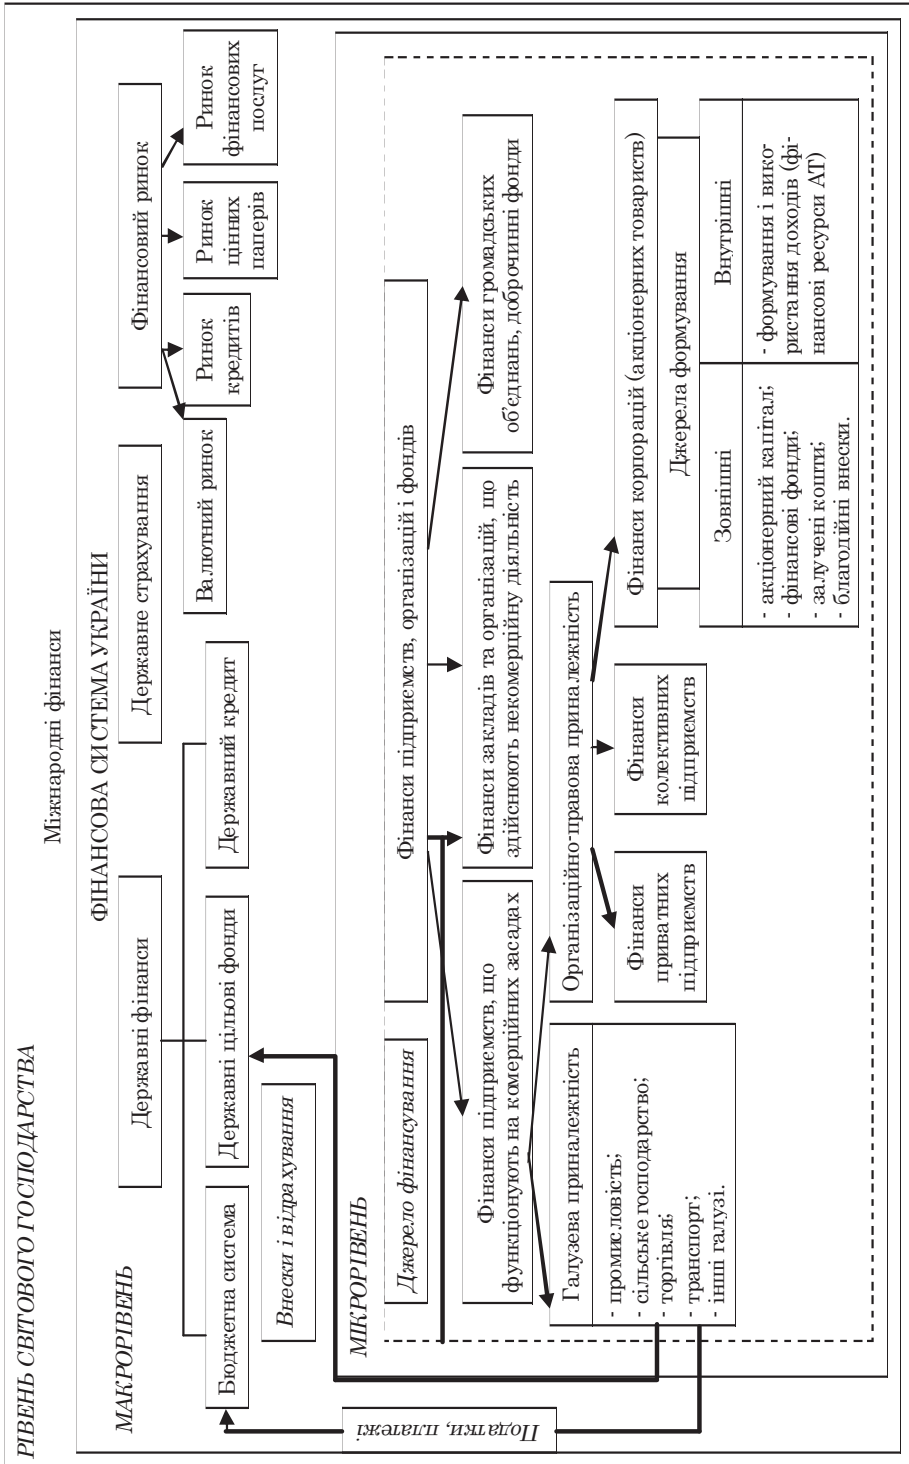 РІВЕНЬ СВІТОВОГО ГОСПОДАРСТВА
Міжнародні фінанси
ФІНАНСОВА СИСТЕМА УКРАЇНИ
МАКРОРІВЕНЬ
Державні фінанси
Державне страхування
Фінансовий ринок
Бюджетна система
Державні цільові фонди
Державний кредит
Валютний ринок
Ринок
кредитів
Ринок
цінних
паперів
Ринок
фінансових
послуг
Внески і відрахування
Податки, платежі
МІКРОРІВЕНЬ
Джерело фінансування
Фінанси підприємств, організацій і фондів
Фінанси підприємств, що
функціонують на комерційних засадах
Фінанси закладів та організацій, що
здійснюють некомерційну діяльність
Фінанси громадських
об'єднань, доброчинні фонди
Галузева приналежність
- промисловість;
- сільське господарство;
- торгівля;
- транспорт;
- інші галузі.
Організаційно-правова приналежність
Фінанси
приватних
підприємств
Фінанси
колективних
підприємств
Фінанси корпорацій (акціонерних товариств)
Джерела формування
Зовнішні
- акціонерний капітал;
- фінансові фонди;
- залучені кошти;
- благодійні внески.
Внутрішні
- формування і вико-
ристання доходів (фі-
нансові ресурси АТ)